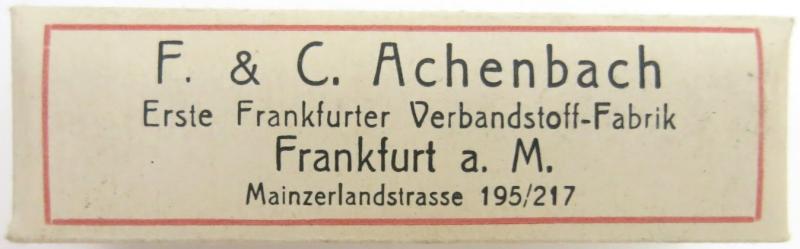 F. & C. Achenbach
Erste Frankfurter Verbandstoff-Fabrik
Frankfurt a. M.
Mainzerlandstrasse 195/217